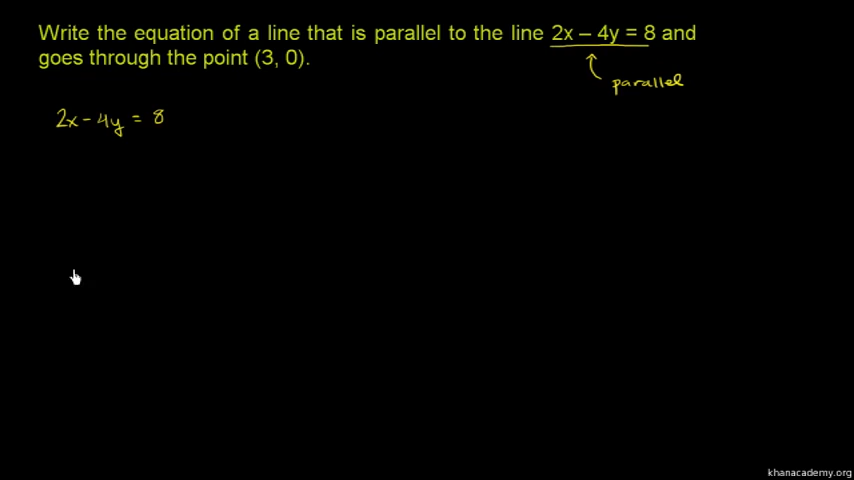 Write the equation of a line that is parallel to the line 2x – 4y = 8 and
goes through the point (3, 0).
parallel
2x - 4y = 8
khanacademy.org